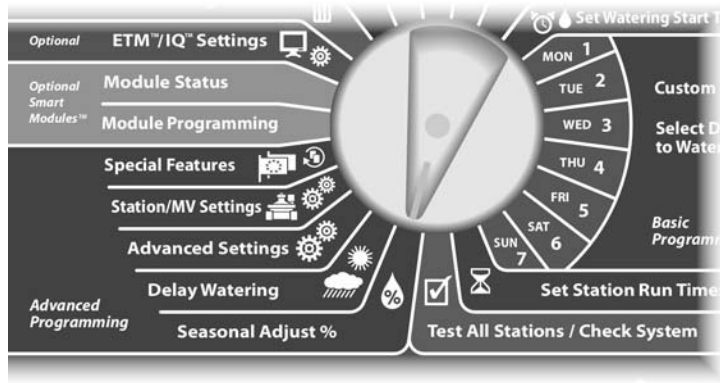 Optional
ETM™/IQ™ Settings
Optional
Smart
Modules™
Module Status
Module Programming
Special Features
Station/MV Settings
Advanced Settings
Delay Watering
Advanced
Programming
Seasonal Adjust %
%
Test All Stations / Check System
Set Station Run Time
Set Watering Start T
MON 1
TUE 2
WED 3
THU 4
FRI 5
SAT 6
SUN 7
Custom
Select D
to Wate
Basic
Programm